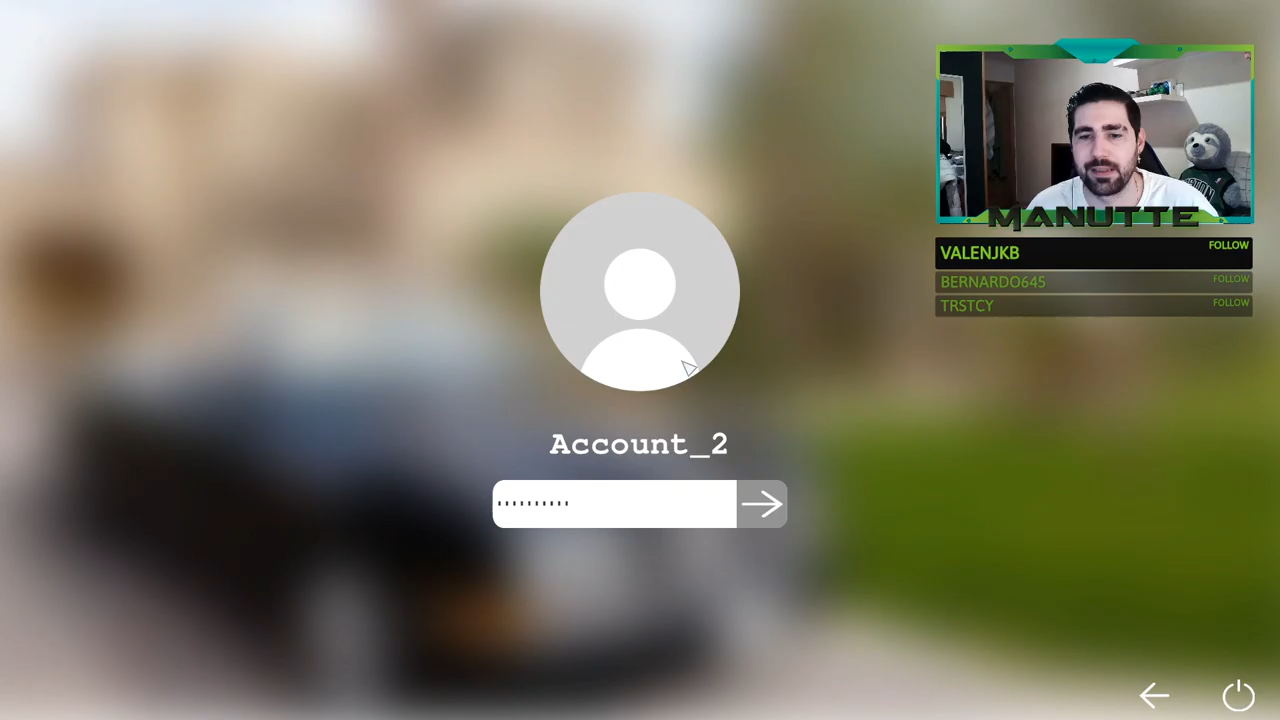 MANUTTE
VALENJKB FOLLOW
BERNARDO645 FOLLOW
TRSTCY FOLLOW
Account_2